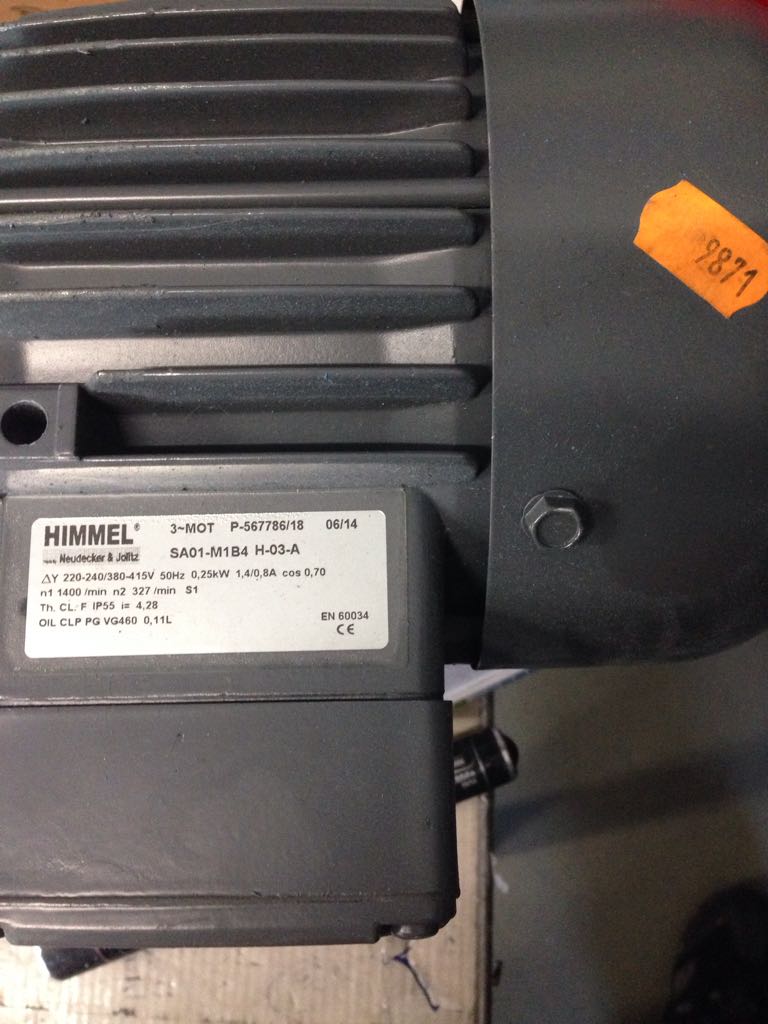 9871
HIMMEL® 3~MOT P-567786/18 06/14
Neudecker & Jolitz SA01-M1B4 H-03-A
ΔY 220-240/380-415V 50Hz 0,25kW 1,4/0,8A cos 0,70
n1 1400 /min n2 327 /min S1
Th. CL. F IP55 i= 4,28
OIL CLP PG VG460 0,11L EN 60034
CE